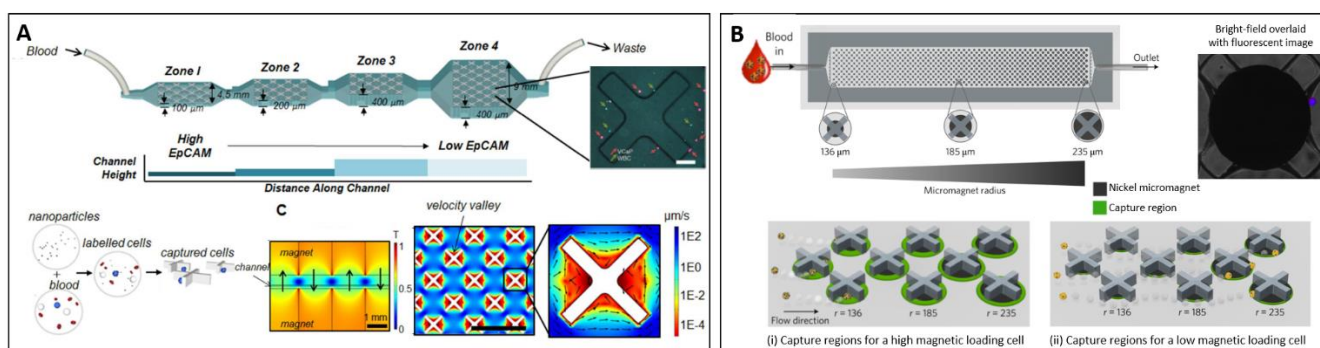 A
Blood
Waste
Zone 1
Zone 2
Zone 3
Zone 4
4.5 mm
9 mm
100 µm
200 µm
400 µm
400 µm
VCaP
WBC
High
EpCAM
Low EpCAM
Channel
Height
Distance Along Channel
nanoparticles
+
blood
labelled cells
captured cells
C
magnet
magnet
channel
T
1
0.5
0
1 mm
velocity valley
µm/s
1E2
1E0
1E-2
1E-4
B
Blood
in
Outlet
Bright-field overlaid
with fluorescent image
136 µm
185 µm
235 µm
Micromagnet radius
Nickel micromagnet
Capture region
Flow direction
r = 136
r = 185
r = 235
(i) Capture regions for a high magnetic loading cell
r = 136
r = 185
r = 235
(ii) Capture regions for a low magnetic loading cell